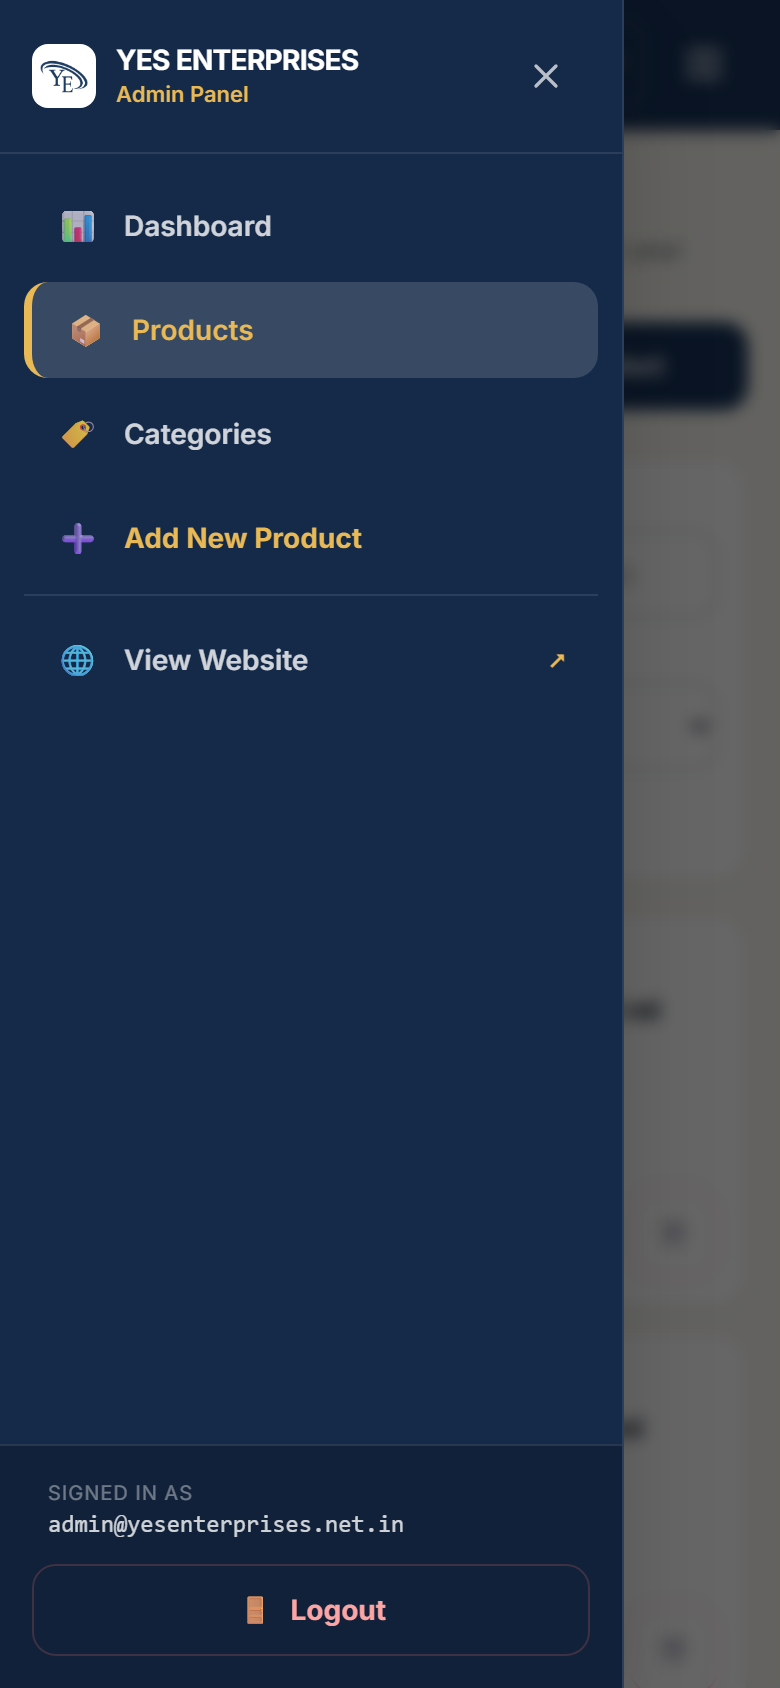 YE
YES ENTERPRISES
Admin Panel
Dashboard
Products
Categories
Add New Product
View Website
SIGNED IN AS
admin@yesenterprises.net.in
Logout